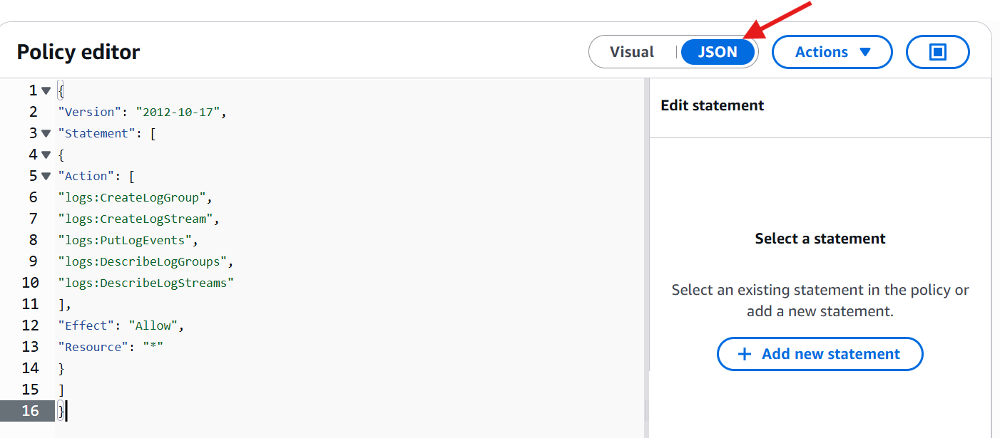 Policy editor
Visual
JSON
Actions
1 {
2 "Version": "2012-10-17",
3 "Statement": [
4 {
5 "Action": [
6 "logs:CreateLogGroup",
7 "logs:CreateLogStream",
8 "logs:PutLogEvents",
9 "logs:DescribeLogGroups",
10 "logs:DescribeLogStreams"
11 ],
12 "Effect": "Allow",
13 "Resource": "*"
14 }
15 ]
16 }
Edit statement
Select a statement
Select an existing statement in the policy or
add a new statement.
+ Add new statement